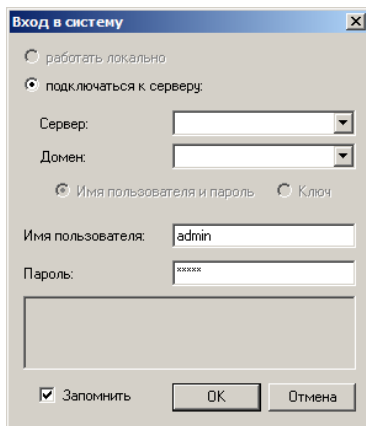 Вход в систему
работать локально
подключаться к серверу:
Сервер:
Домен:
Имя пользователя и пароль Ключ
Имя пользователя: admin
Пароль: *****
Запомнить OK Отмена